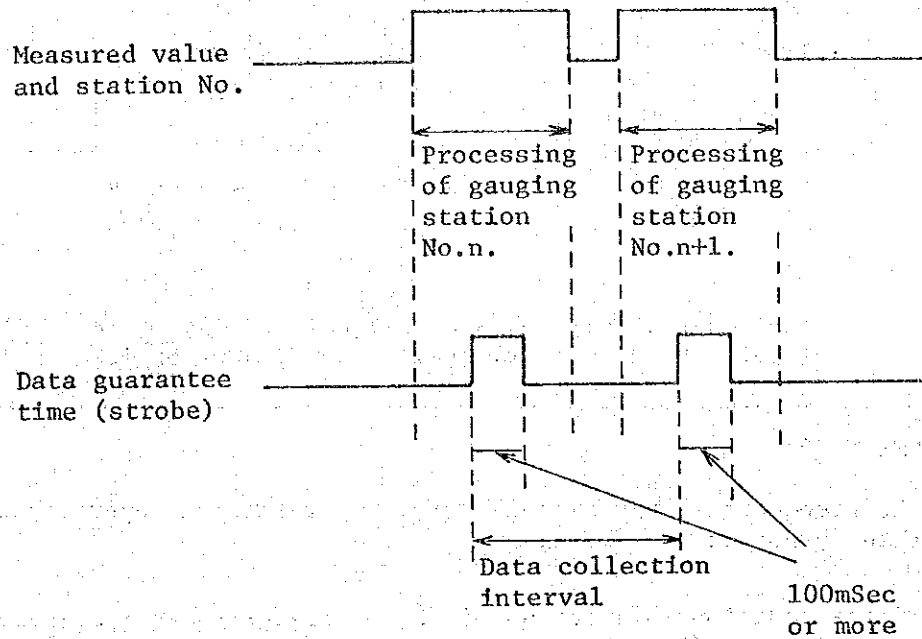 Measured value
and station No.
Processing
of gauging
station
No.n.
Processing
of gauging
station
No.n+1.
Data guarantee
time (strobe)
Data collection
interval
100mSec
or more